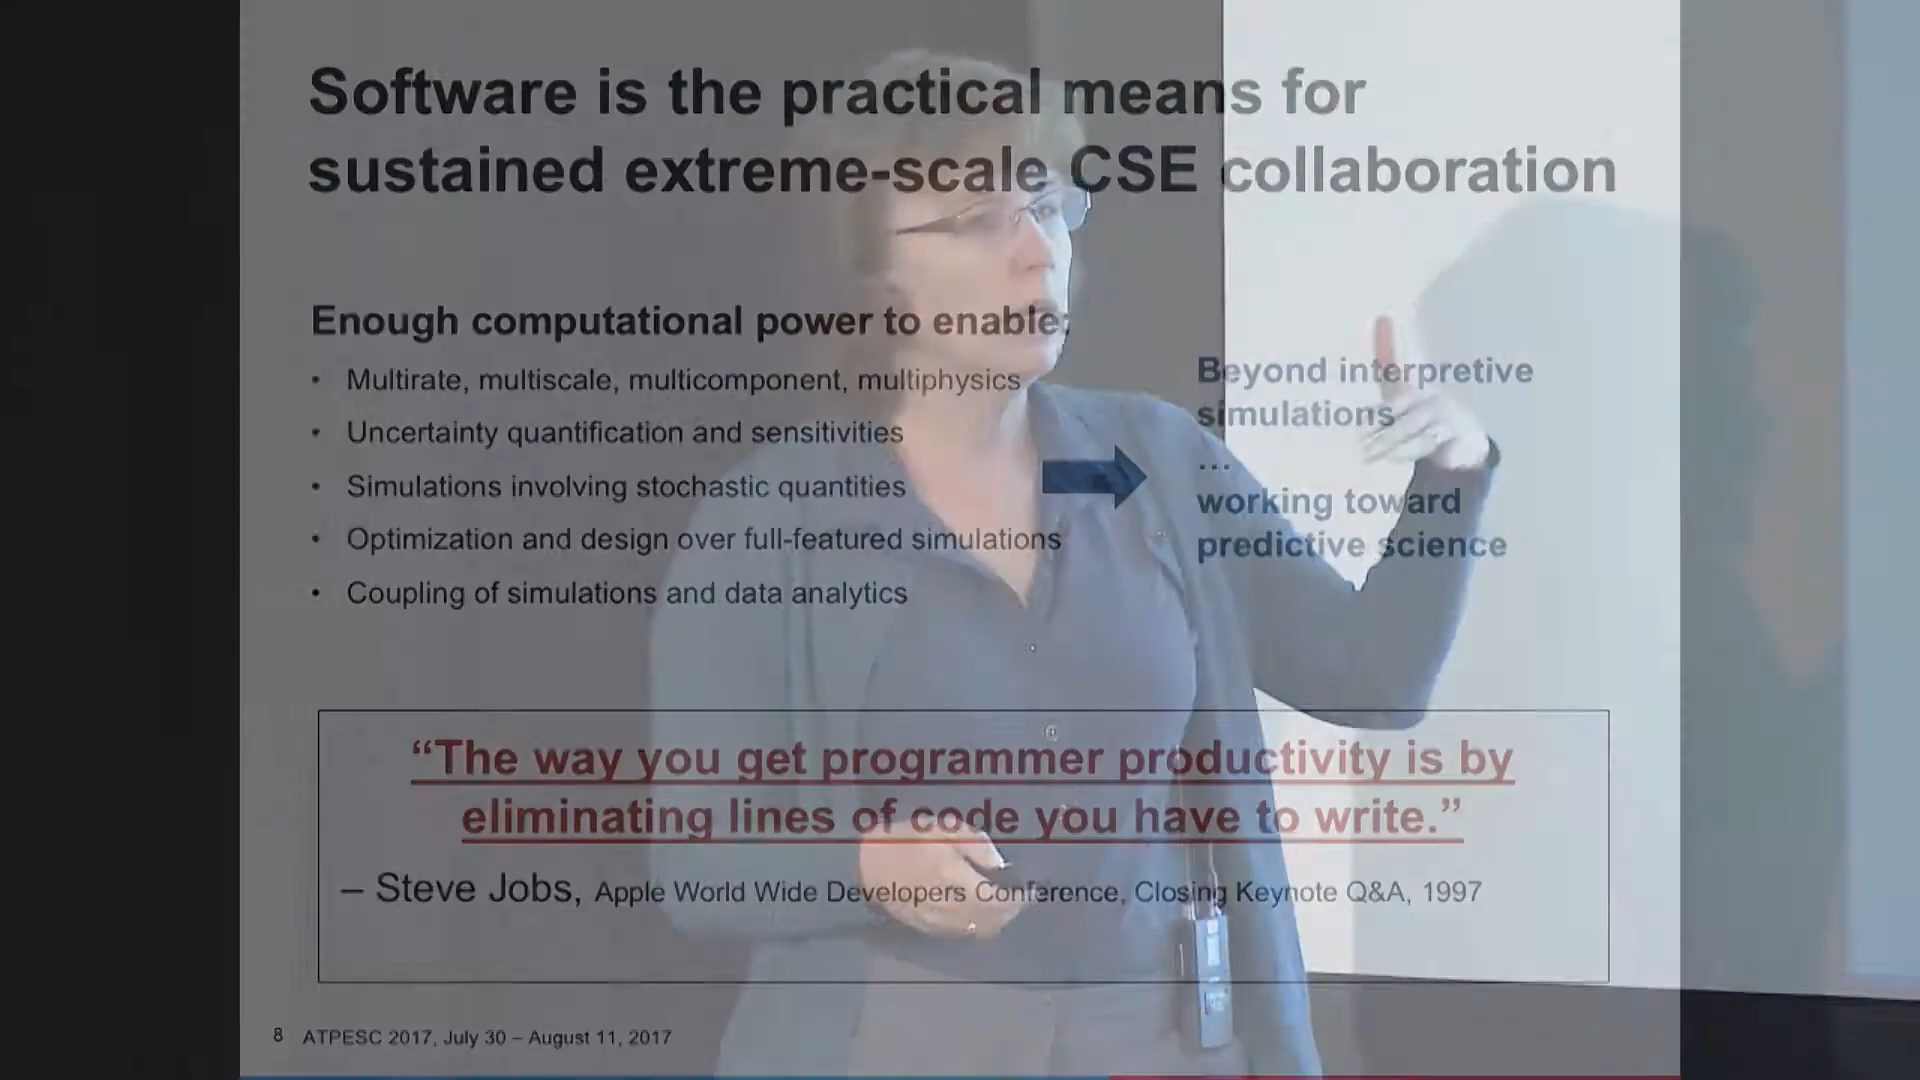 Software is the practical means for
sustained extreme-scale CSE collaboration
Enough computational power to enable:
• Multirate, multiscale, multicomponent, multiphysics
• Uncertainty quantification and sensitivities
• Simulations involving stochastic quantities
• Optimization and design over full-featured simulations
• Coupling of simulations and data analytics
Beyond interpretive
simulations
...
working toward
predictive science
“The way you get programmer productivity is by
eliminating lines of code you have to write.”
– Steve Jobs, Apple World Wide Developers Conference, Closing Keynote Q&A, 1997
8 ATPESC 2017, July 30 – August 11, 2017